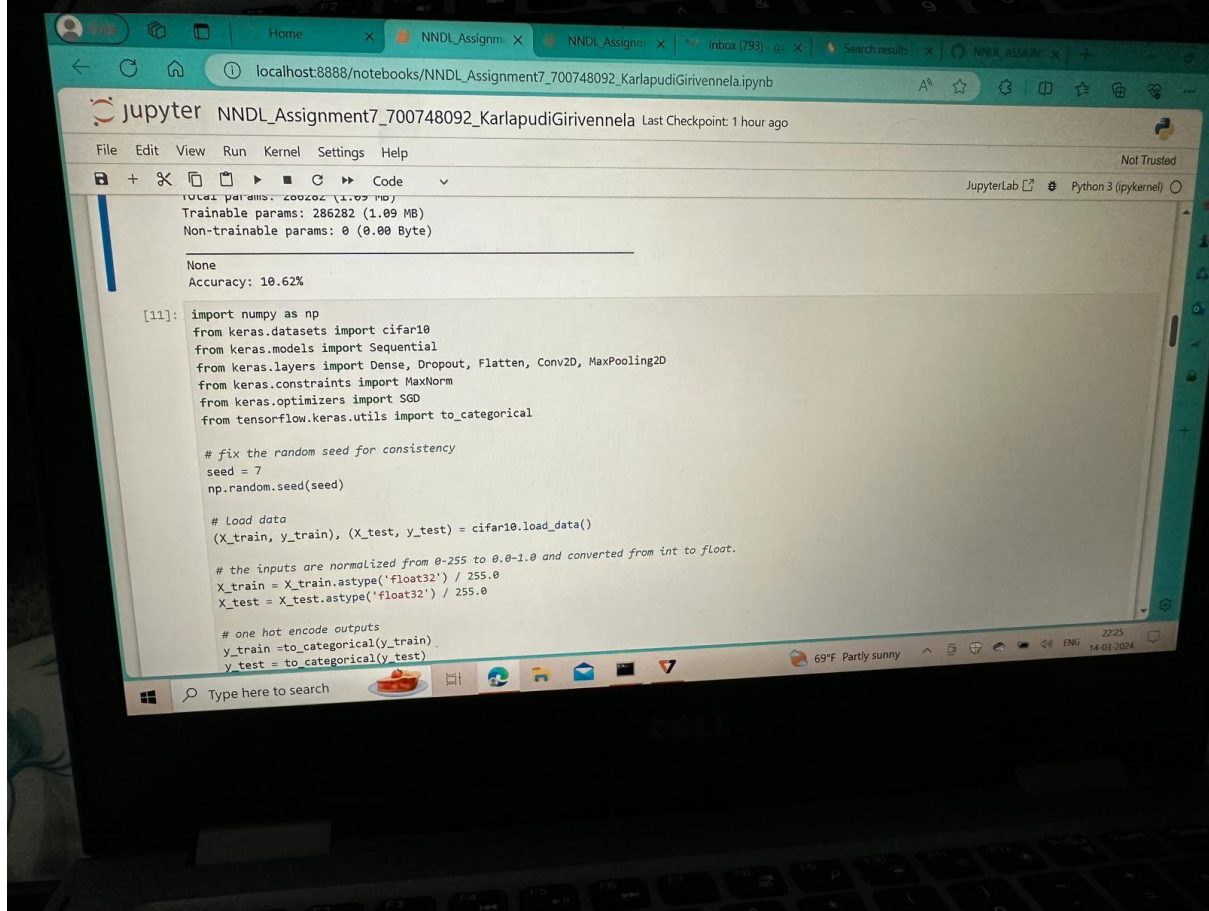 Home
NNDL_Assignm
NNDL_Assignm
Inbox (793)
Search results
NNDL_ASSIGN
localhost:8888/notebooks/NNDL_Assignment7_700748092_KarlapudiGirivennela.ipynb
jupyter NNDL_Assignment7_700748092_KarlapudiGirivennela Last Checkpoint: 1 hour ago
File Edit View Run Kernel Settings Help
Not Trusted
Code
JupyterLab Python 3 (ipykernel)
Total params: 286282 (1.09 MB)
Trainable params: 286282 (1.09 MB)
Non-trainable params: 0 (0.00 Byte)
None
Accuracy: 10.62%
[11]: import numpy as np
from keras.datasets import cifar10
from keras.models import Sequential
from keras.layers import Dense, Dropout, Flatten, Conv2D, MaxPooling2D
from keras.constraints import MaxNorm
from keras.optimizers import SGD
from tensorflow.keras.utils import to_categorical
# fix the random seed for consistency
seed = 7
np.random.seed(seed)
# Load data
(X_train, y_train), (X_test, y_test) = cifar10.load_data()
# the inputs are normalized from 0-255 to 0.0-1.0 and converted from int to float.
X_train = X_train.astype('float32') / 255.0
X_test = X_test.astype('float32') / 255.0
# one hot encode outputs
y_train =to_categorical(y_train)
y_test = to_categorical(y_test)
Type here to search
69°F Partly sunny
ENG
22:25
14-03-2024
DELL